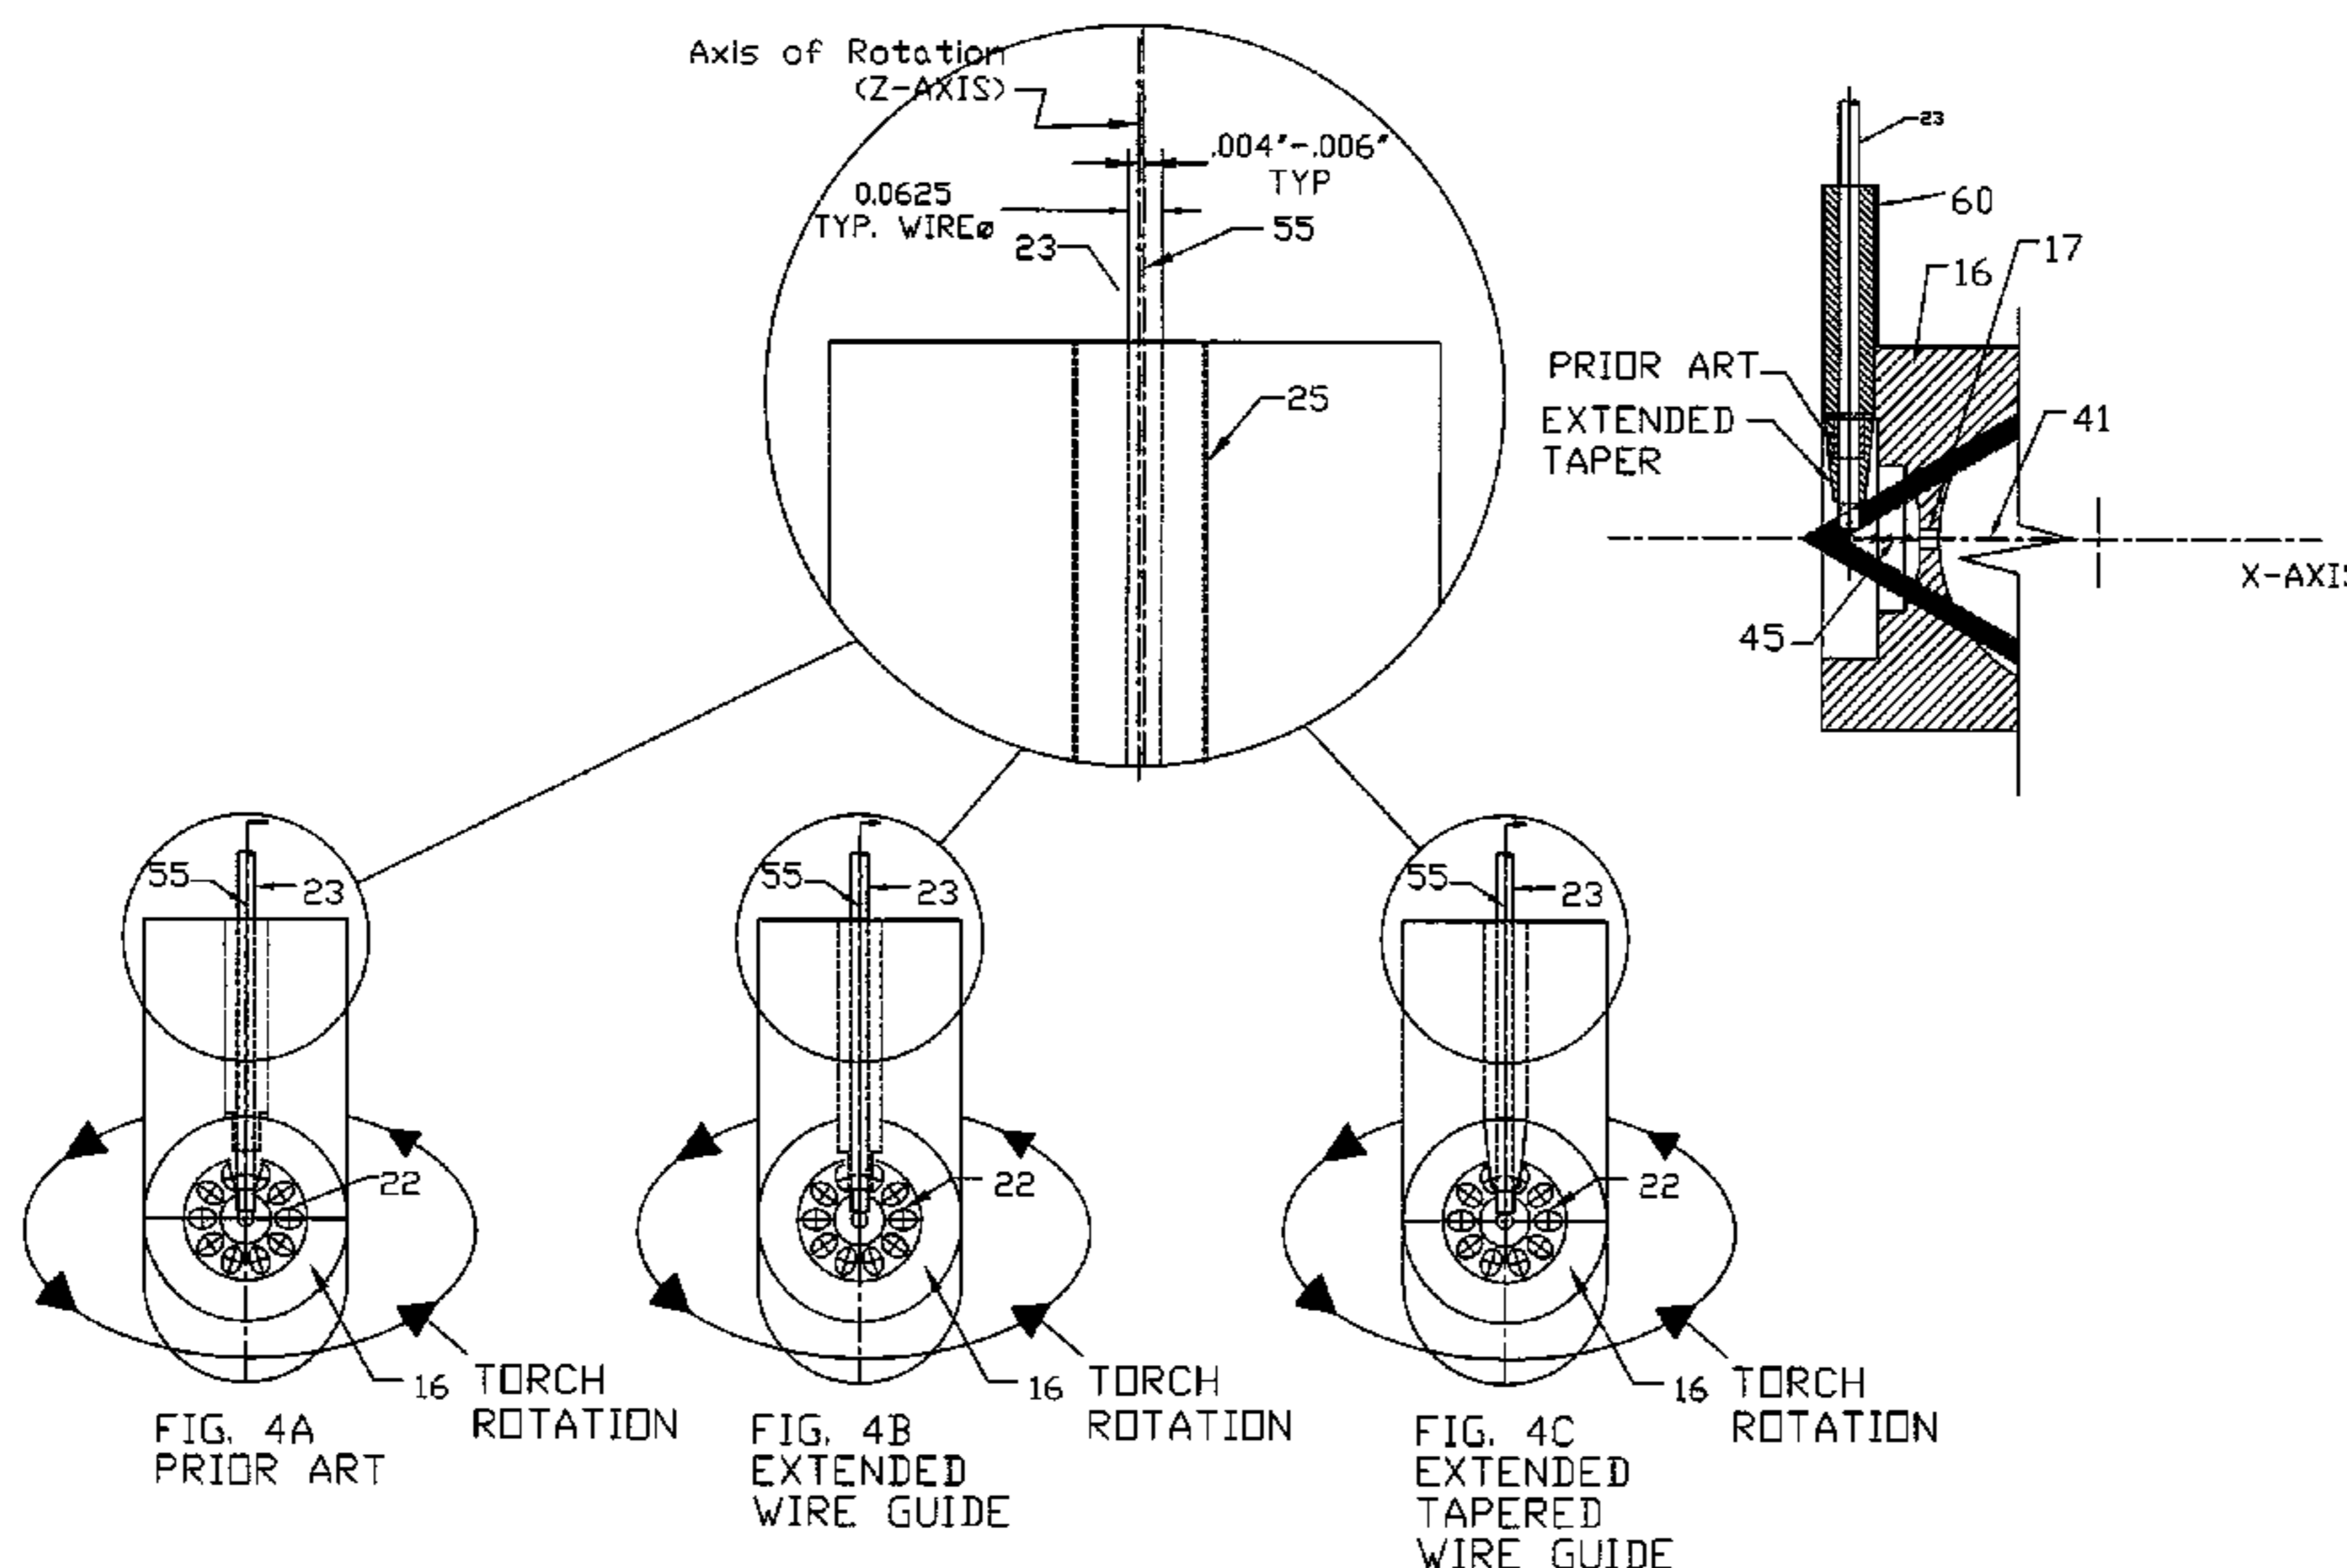 Axis of Rotation
(Z-AXIS)
.004"-.006"
TYP
0.0625
TYP. WIREø
23
55
25
23
60
17
16
PRIOR ART
EXTENDED
TAPER
41
45
X-AXIS
55
23
22
16
TORCH
ROTATION
FIG. 4A
PRIOR ART
55
23
22
16
TORCH
ROTATION
FIG. 4B
EXTENDED
WIRE GUIDE
55
23
22
16
TORCH
ROTATION
FIG. 4C
EXTENDED
TAPERED
WIRE GUIDE